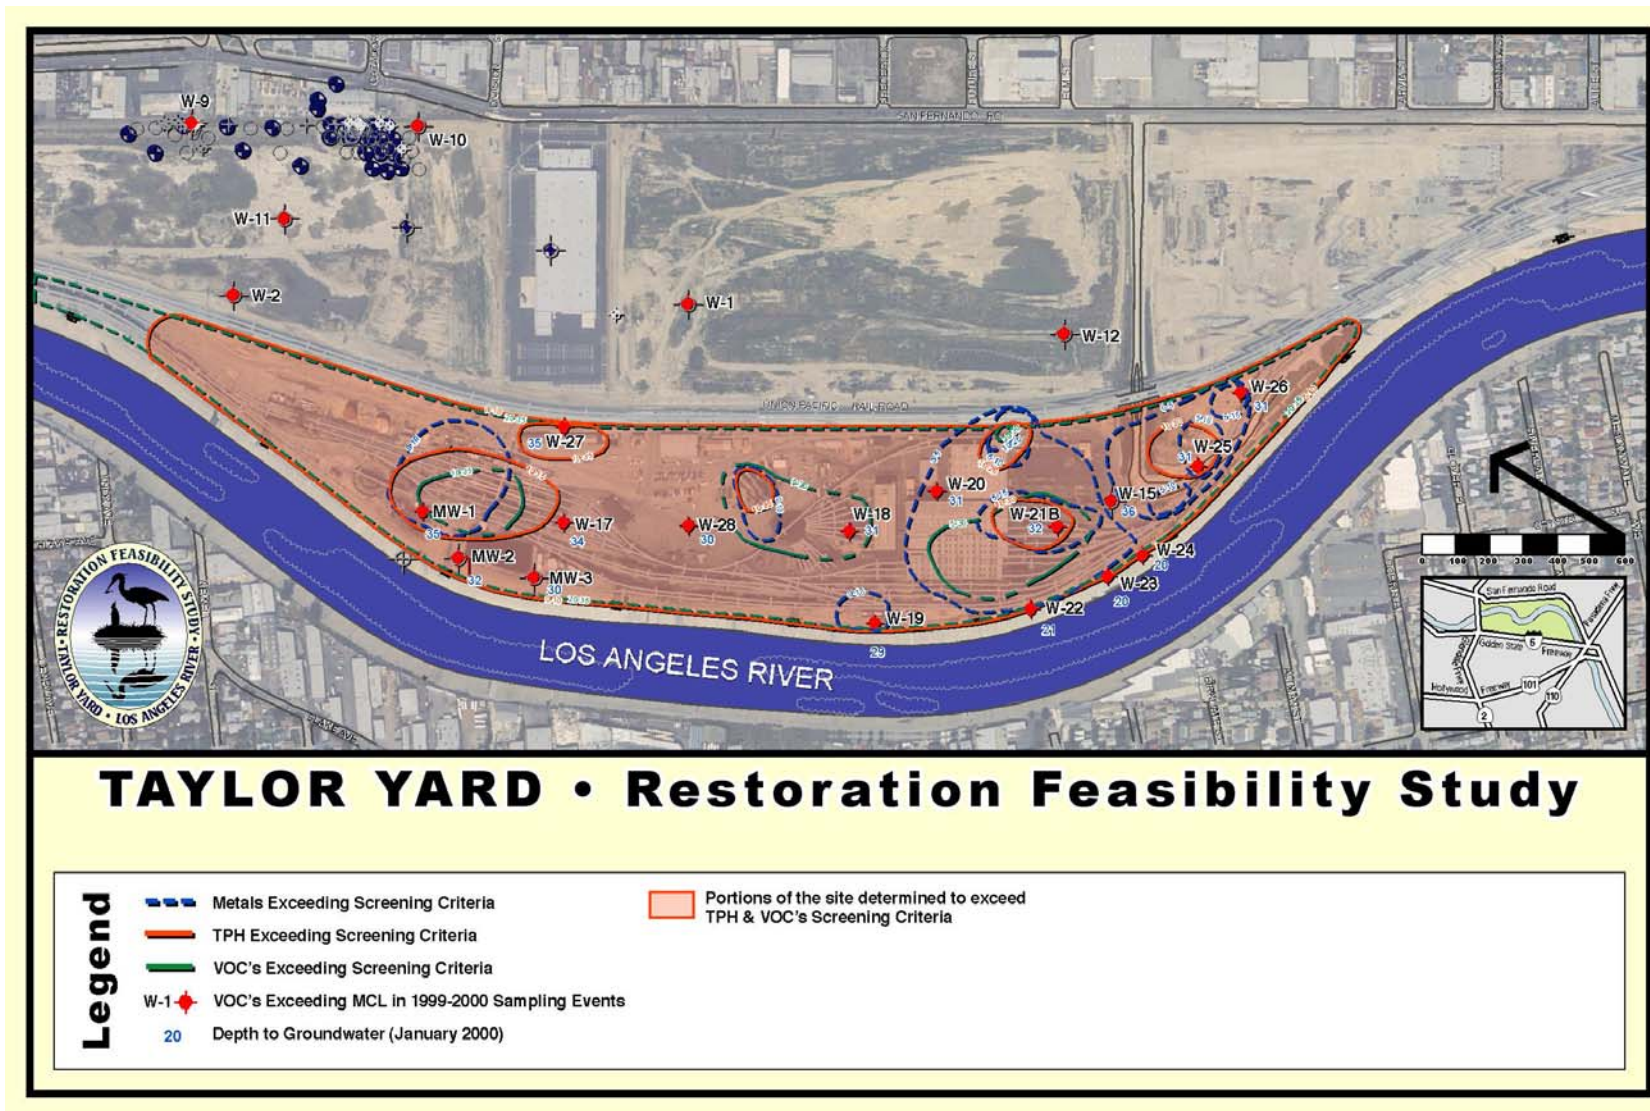 SAN FERNANDO RD
W-9
W-10
W-11
W-2
W-1
W-12
UNION PACIFIC RAILROAD
W-26
31
35 W-27
W-25
31
W-20
31
W-15
36
MW-1
35
W-17
34
W-28
30
W-18
31
W-21B
32
MW-2
32
MW-3
30
W-24
20
W-23
20
W-22
21
W-19
29
LOS ANGELES RIVER
TAYLOR YARD • RESTORATION FEASIBILITY STUDY • LOS ANGELES RIVER •
0 100 200 300 400 500 600
San Fernando Road
Pasadena Free
Golden State
Freeway
Hollywood Freeway
6
101
110
2
TAYLOR YARD • Restoration Feasibility Study
Legend
Metals Exceeding Screening Criteria
TPH Exceeding Screening Criteria
VOC's Exceeding Screening Criteria
W-1 VOC's Exceeding MCL in 1999-2000 Sampling Events
20 Depth to Groundwater (January 2000)
Portions of the site determined to exceed
TPH & VOC's Screening Criteria